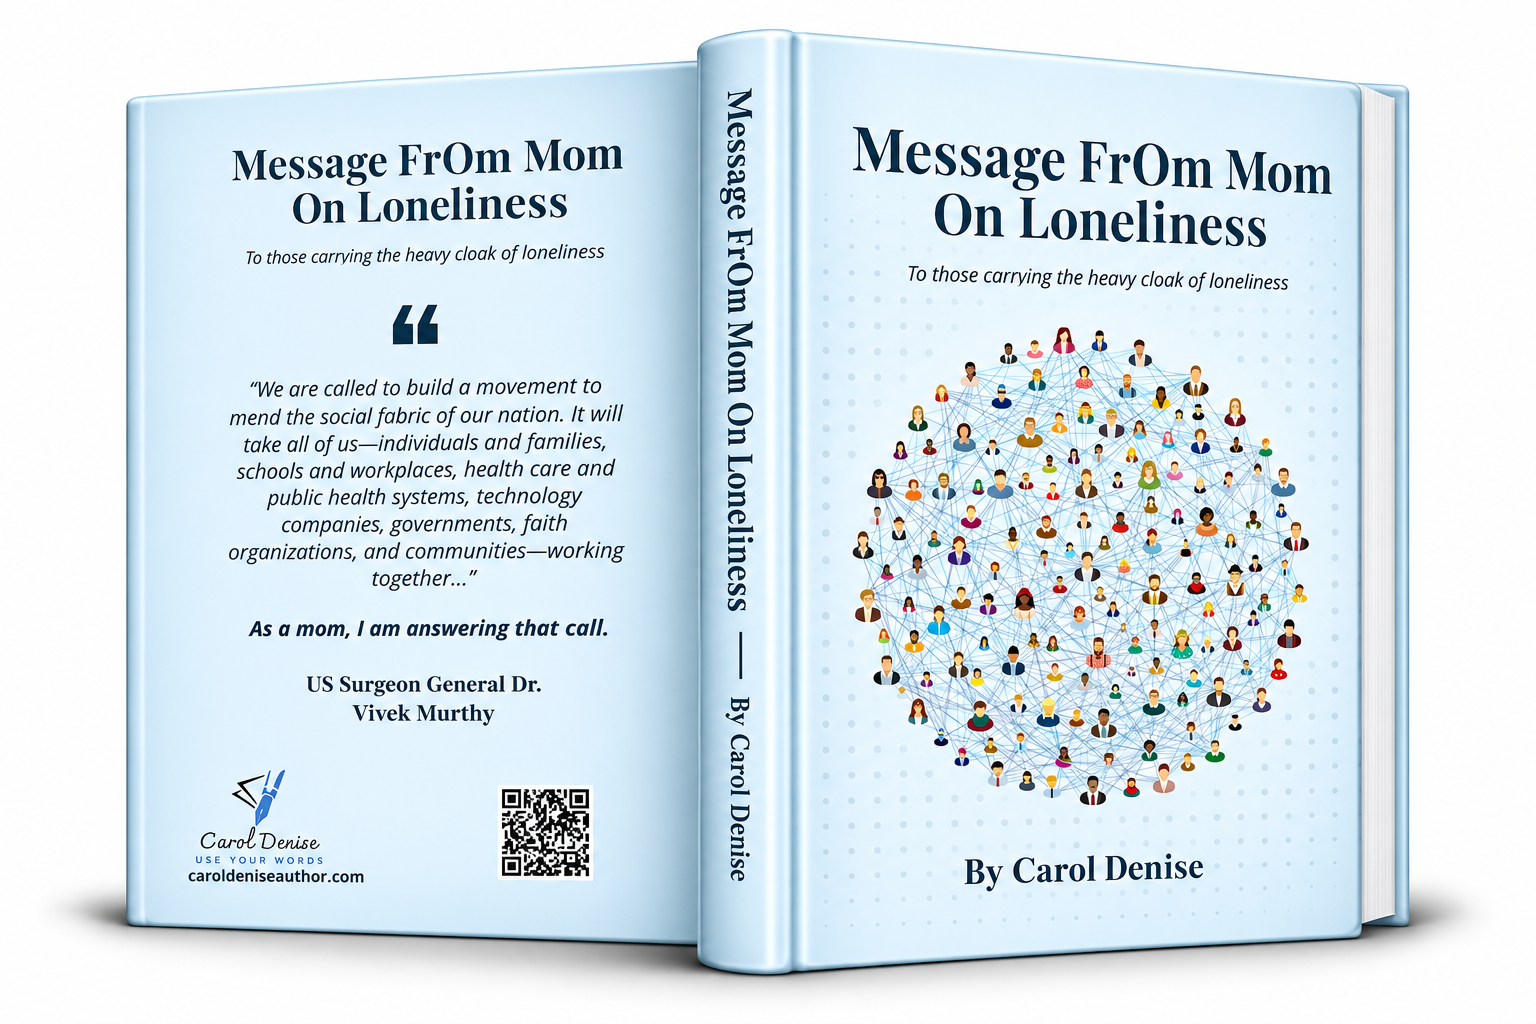 Message FrOm Mom
On Loneliness
To those carrying the heavy cloak of loneliness
“
“We are called to build a movement to
mend the social fabric of our nation. It will
take all of us—individuals and families,
schools and workplaces, health care and
public health systems, technology
companies, governments, faith
organizations, and communities—working
together...”
As a mom, I am answering that call.
US Surgeon General Dr.
Vivek Murthy
Carol Denise
USE YOUR WORDS
caroldeniseauthor.com
Message FrOm Mom On Loneliness — By Carol Denise
Message FrOm Mom
On Loneliness
To those carrying the heavy cloak of loneliness
By Carol Denise